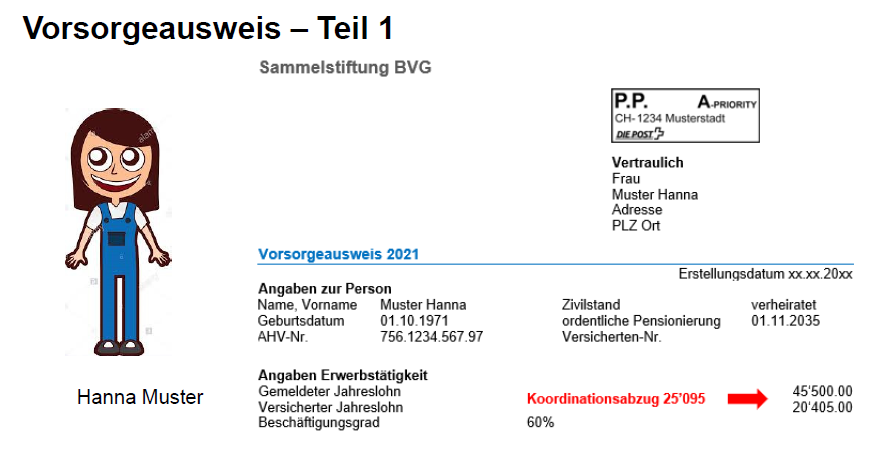 Vorsorgeausweis – Teil 1
Sammelstiftung BVG
P.P. A-PRIORITY
CH- 1234 Musterstadt
DIE POST
Vertraulich
Frau
Muster Hanna
Adresse
PLZ Ort
Vorsorgeausweis 2021
Erstellungsdatum xx.xx.20xx
Angaben zur Person
Name, Vorname Muster Hanna Zivilstand verheiratet
Geburtsdatum 01.10.1971 ordentliche Pensionierung 01.11.2035
AHV-Nr. 756.1234.567.97 Versicherten-Nr.
Angaben Erwerbstätigkeit
Gemeldeter Jahreslohn 45'500.00
Koordinationsabzug 25'095
Versicherter Jahreslohn 20'405.00
Beschäftigungsgrad 60%
Hanna Muster